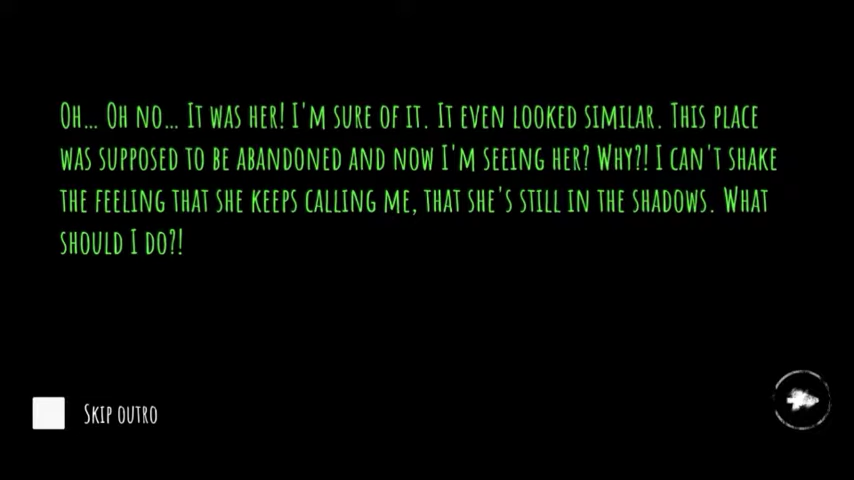 Oh... Oh no... It was her! I'm sure of it. It even looked similar. This place
was supposed to be abandoned and now I'm seeing her? Why?! I can't shake
the feeling that she keeps calling me, that she's still in the shadows. What
should I do?!
Skip outro